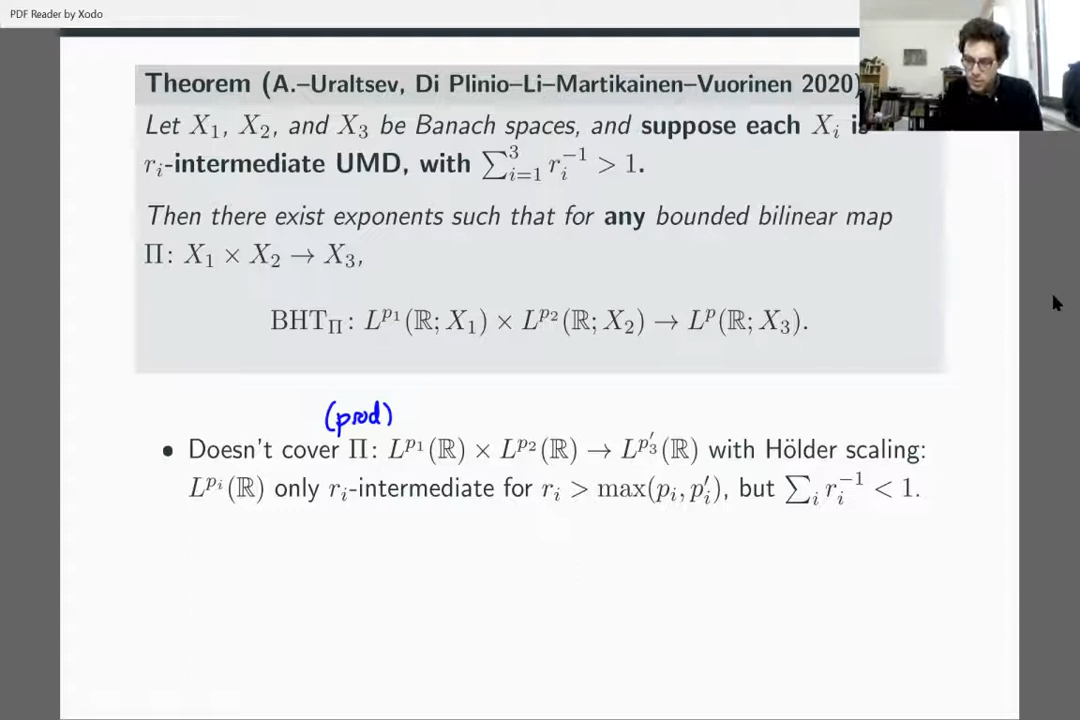 PDF Reader by Xodo
Theorem (A.–Uraltsev, Di Plinio–Li–Martikainen–Vuorinen 2020)
Let X₁, X₂, and X₃ be Banach spaces, and suppose each Xᵢ is
rᵢ-intermediate UMD, with ∑³ᵢ₌₁ rᵢ⁻¹ > 1.
Then there exist exponents such that for any bounded bilinear map
Π: X₁ × X₂ → X₃,
BHT_Π : L^{p₁}(ℝ; X₁) × L^{p₂}(ℝ; X₂) → L^p(ℝ; X₃).
(prod)
• Doesn't cover Π: L^{p₁}(ℝ) × L^{p₂}(ℝ) → L^{p₃′}(ℝ) with Hölder scaling:
L^{pᵢ}(ℝ) only rᵢ-intermediate for rᵢ > max(pᵢ, pᵢ′), but ∑ᵢ rᵢ⁻¹ < 1.